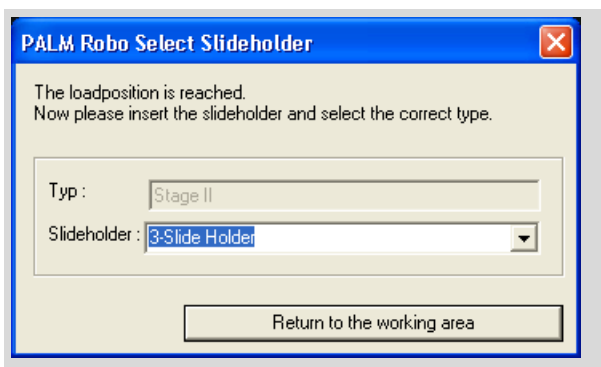 PALM Robo Select Slideholder
The loadposition is reached.
Now please insert the slideholder and select the correct type.
Typ :
Stage II
Slideholder :
3-Slide Holder
Return to the working area